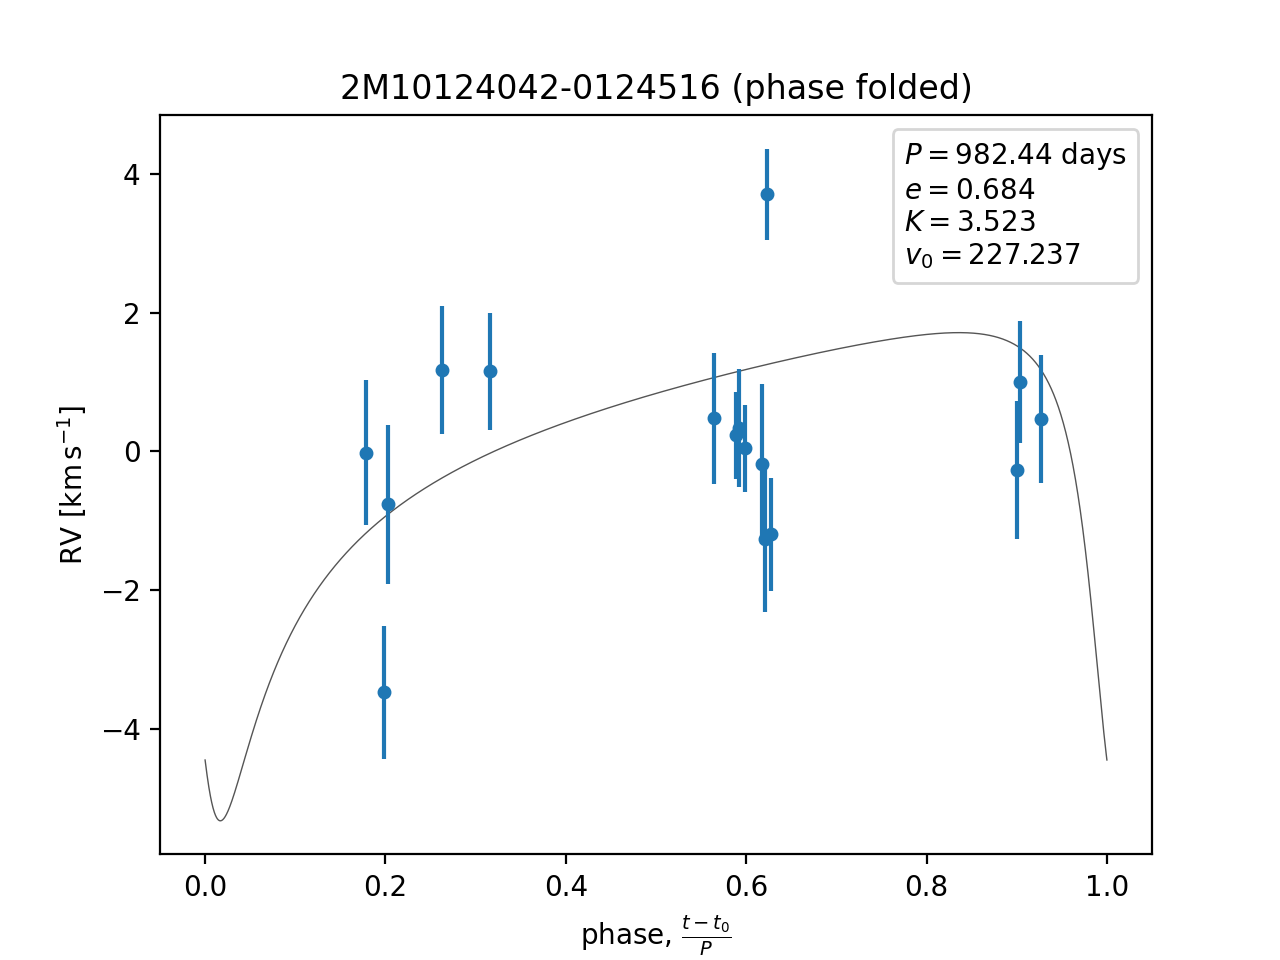 2M10124042-0124516 (phase folded)
P = 982.44 days
e = 0.684
K = 3.523
v₀ = 227.237
4
2
0
−2
−4
RV [km s⁻¹]
0.0 0.2 0.4 0.6 0.8 1.0
phase, (t − t₀)/P